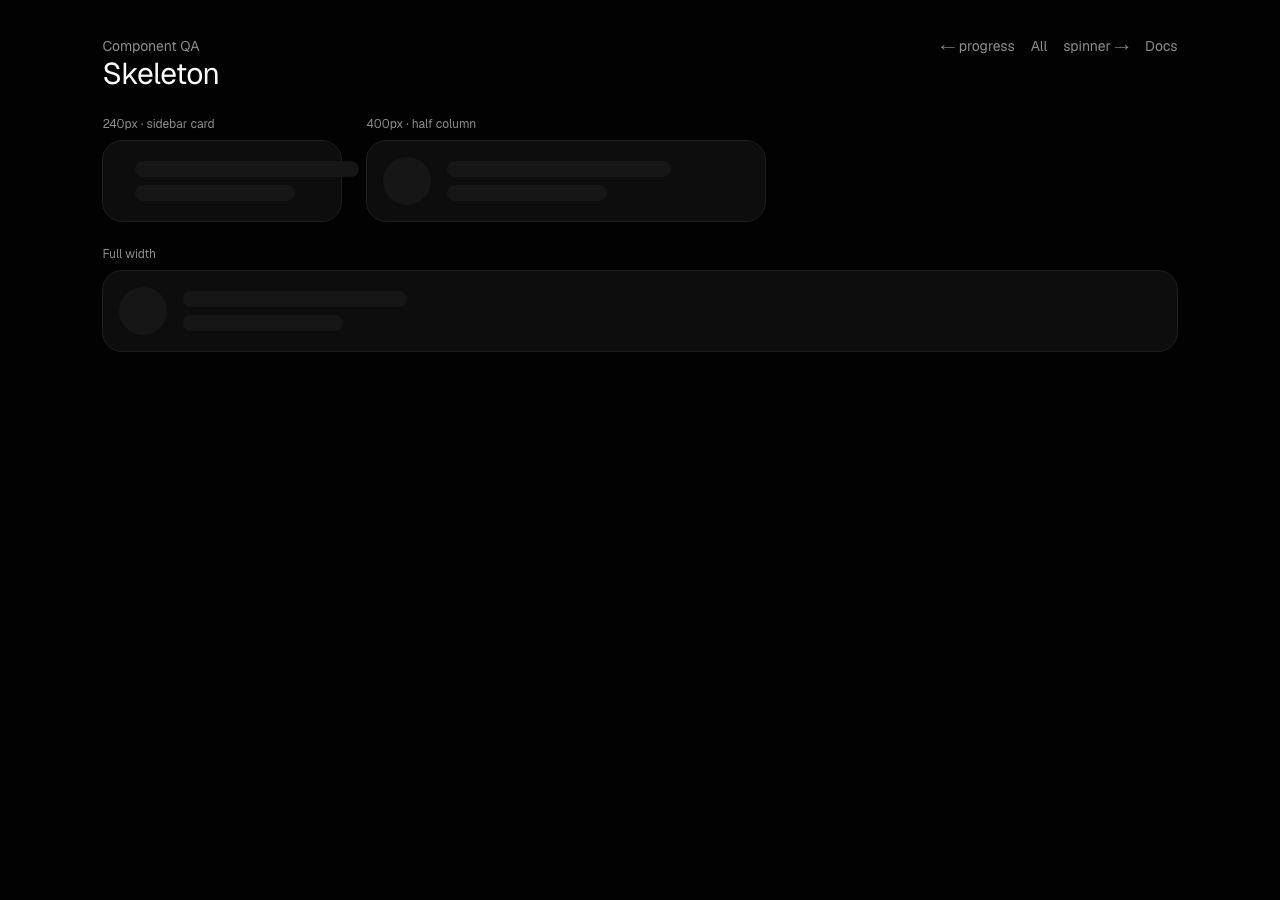 Component QA
← progress All spinner → Docs
Skeleton
240px · sidebar card
400px · half column
Full width